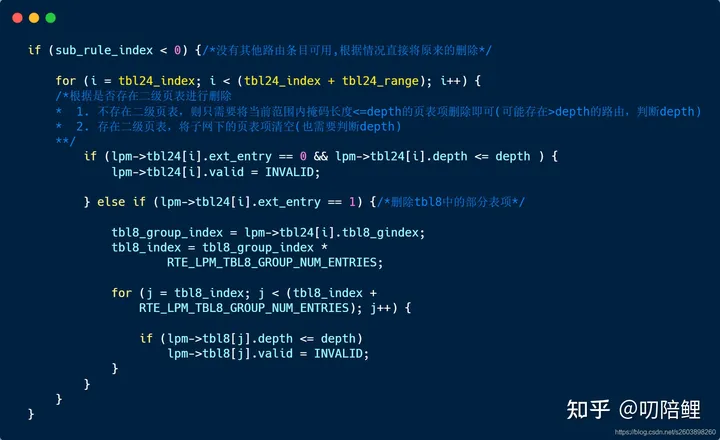 if (sub_rule_index < 0) {/*没有其他路由条目可用,根据情况直接将原来的删除*/
for (i = tbl24_index; i < (tbl24_index + tbl24_range); i++) {
/*根据是否存在二级页表进行删除
* 1. 不存在二级页表, 则只需要将当前范围内掩码长度<=depth的页表项删除即可(可能存在>depth的路由, 判断depth)
* 2. 存在二级页表, 将子网下的页表项清空(也需要判断depth)
**/
if (lpm->tbl24[i].ext_entry == 0 && lpm->tbl24[i].depth <= depth ) {
lpm->tbl24[i].valid = INVALID;
} else if (lpm->tbl24[i].ext_entry == 1) {/*删除tbl8中的部分表项*/
tbl8_group_index = lpm->tbl24[i].tbl8_gindex;
tbl8_index = tbl8_group_index *
RTE_LPM_TBL8_GROUP_NUM_ENTRIES;
for (j = tbl8_index; j < (tbl8_index +
RTE_LPM_TBL8_GROUP_NUM_ENTRIES); j++) {
if (lpm->tbl8[j].depth <= depth)
lpm->tbl8[j].valid = INVALID;
}
}
}
}
知乎 @叨陪鲤
https://blog.csdn.net/s2603898260